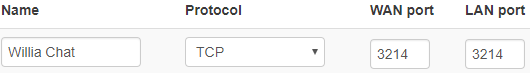 Name Protocol WAN port LAN port
Willia Chat TCP 3214 3214